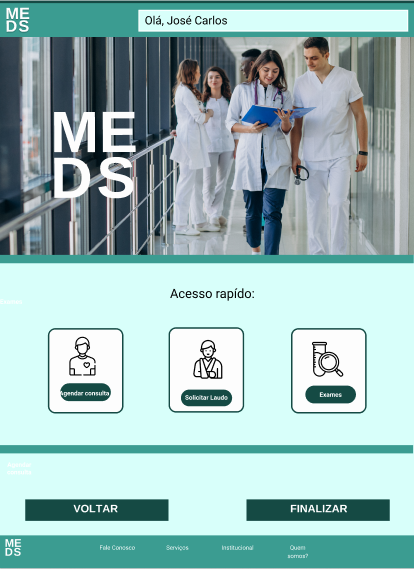 ME
DS
Olá, José Carlos
ME
DS
Acesso rapído:
Agendar consulta
Solicitar Laudo
Exames
VOLTAR
FINALIZAR
ME
DS
Fale Conosco
Serviços
Institucional
Quem
somos?